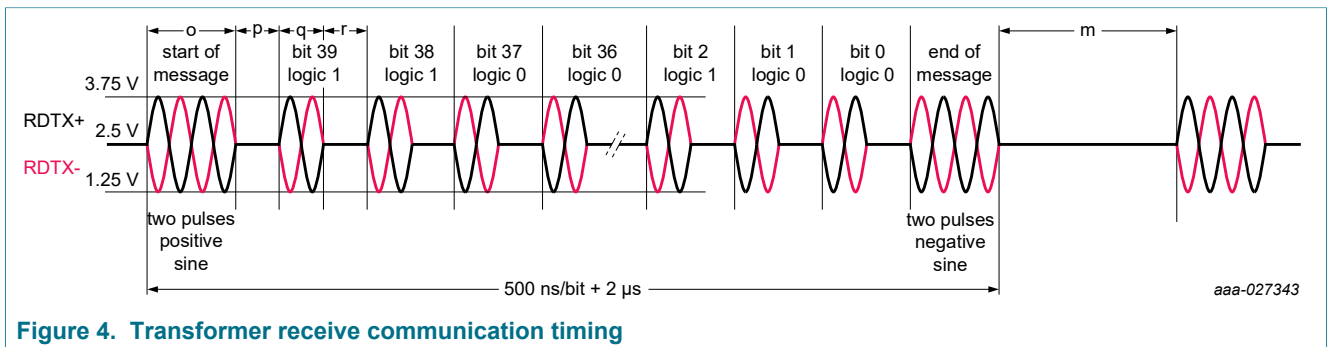 o p q r m
start of message
bit 39 logic 1
bit 38 logic 1
bit 37 logic 0
bit 36 logic 0
bit 2 logic 1
bit 1 logic 0
bit 0 logic 0
end of message
3.75 V
RDTX+
2.5 V
RDTX-
1.25 V
two pulses positive sine
two pulses negative sine
500 ns/bit + 2 µs
aaa-027343
Figure 4. Transformer receive communication timing